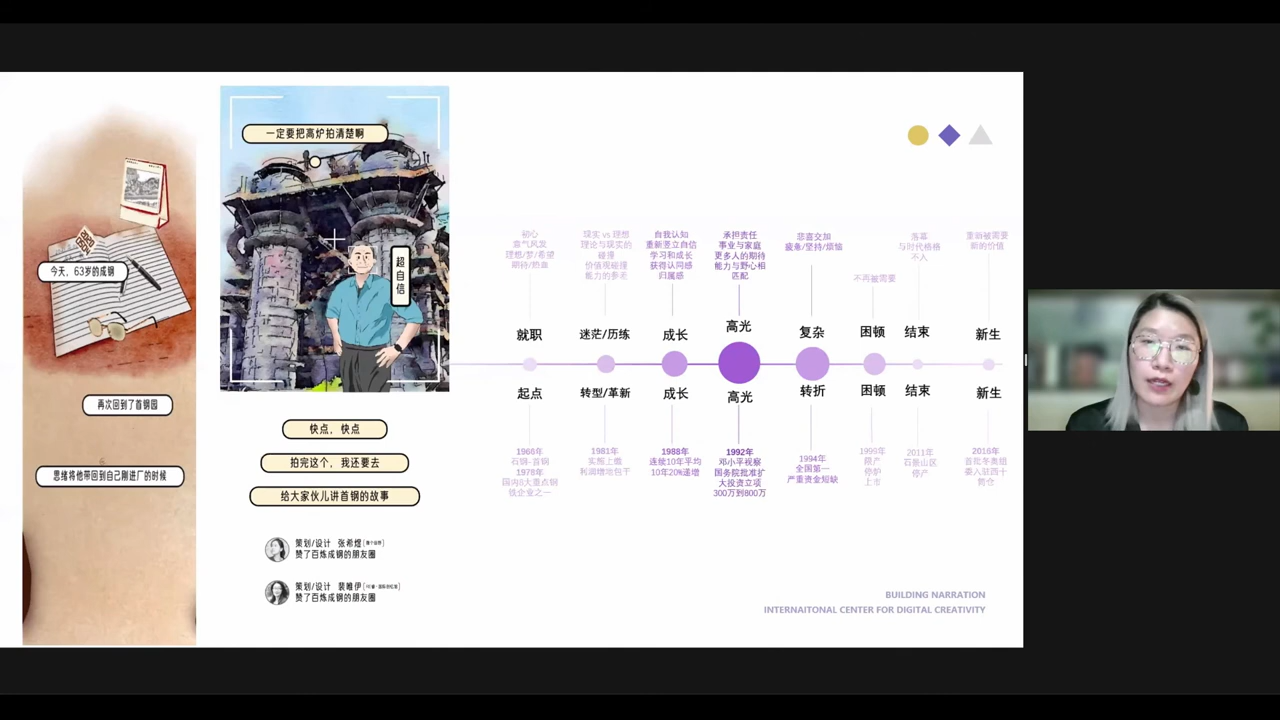 今天，63岁的成钢
再次回到了首钢园
思绪将他带回到自己刚进厂的时候
一定要把高炉拍清楚啊
超自信
快点，快点
拍完这个，我还要去
给大家伙儿讲首钢的故事
策划/设计 张希煜
赞了百炼成钢的朋友圈
策划/设计 裴唯伊
赞了百炼成钢的朋友圈
初心
意气风发
理想/梦/希望
期待/热血
现实 vs 理想
理论与现实的
碰撞
价值观碰撞
能力的参差
自我认知
重新竖立自信
学习和成长
获得认同感
归属感
承担责任
事业与家庭
更多人的期待
能力与野心相
匹配
悲喜交加
疲惫/坚持/烦恼
不再被需要
落幕
与时代格格
不入
重新被需要
新的价值
就职
迷茫/历练
成长
高光
复杂
困顿
结束
新生
起点
转型/革新
成长
高光
转折
困顿
结束
新生
石钢-首钢
1978年
国内8大重点钢
铁企业之一
1981年
实施上缴
利润增地包干
1988年
连续10年平均
10年20%递增
1992年
邓小平视察
国务院批准扩
大投资立项
300万到800万
1994年
全国第一
严重资金短缺
限产
停炉
上市
2011年
石景山区
停产
2016年
首批冬奥组
委入驻西十
筒仓
BUILDING NARRATION
INTERNAITONAL CENTER FOR DIGITAL CREATIVITY